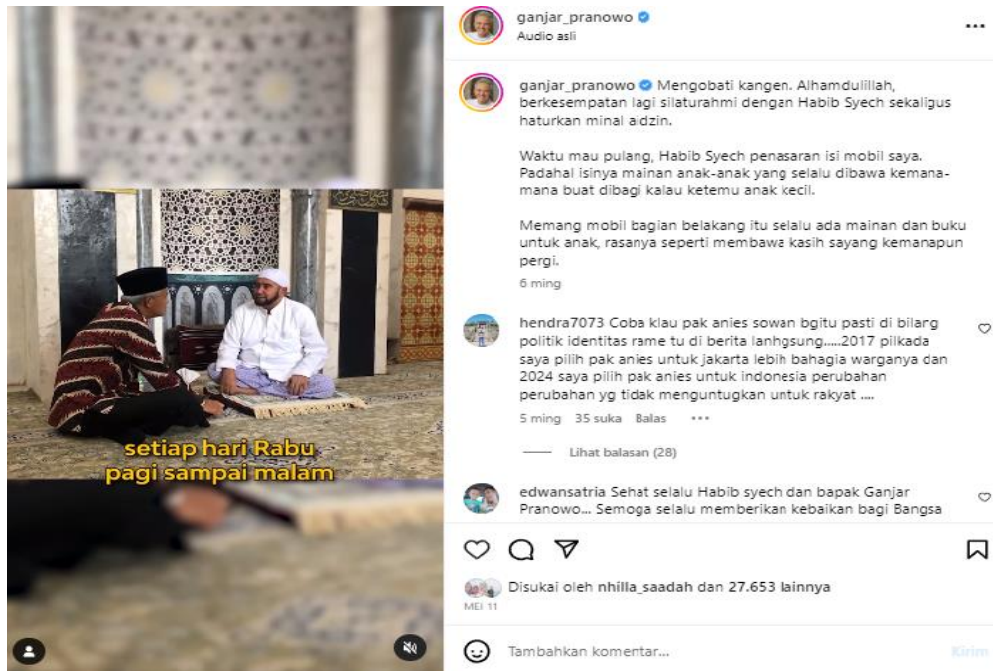 ganjar_pranowo
Audio asli
ganjar_pranowo Mengobati kangen. Alhamdulillah,
berkesempatan lagi silaturahmi dengan Habib Syech sekaligus
haturkan minal aidzin.
Waktu mau pulang, Habib Syech penasaran isi mobil saya.
Padahal isinya mainan anak-anak yang selalu dibawa kemana-
mana buat dibagi kalau ketemu anak kecil.
Memang mobil bagian belakang itu selalu ada mainan dan buku
untuk anak, rasanya seperti membawa kasih sayang kemanapun
pergi.
6 ming
hendra7073 Coba klau pak anies sowan bgitu pasti di bilang
politik identitas rame tu di berita lanhgsung.....2017 pilkada
saya pilih pak anies untuk jakarta lebih bahagia warganya dan
2024 saya pilih pak anies untuk indonesia perubahan
perubahan yg tidak menguntugkan untuk rakyat ....
5 ming 35 suka Balas
Lihat balasan (28)
edwansatria Sehat selalu Habib syech dan bapak Ganjar
Pranowo... Semoga selalu memberikan kebaikan bagi Bangsa
Disukai oleh nhilla_saadah dan 27.653 lainnya
MEI 11
Tambahkan komentar...
Kirim
setiap hari Rabu
pagi sampai malam